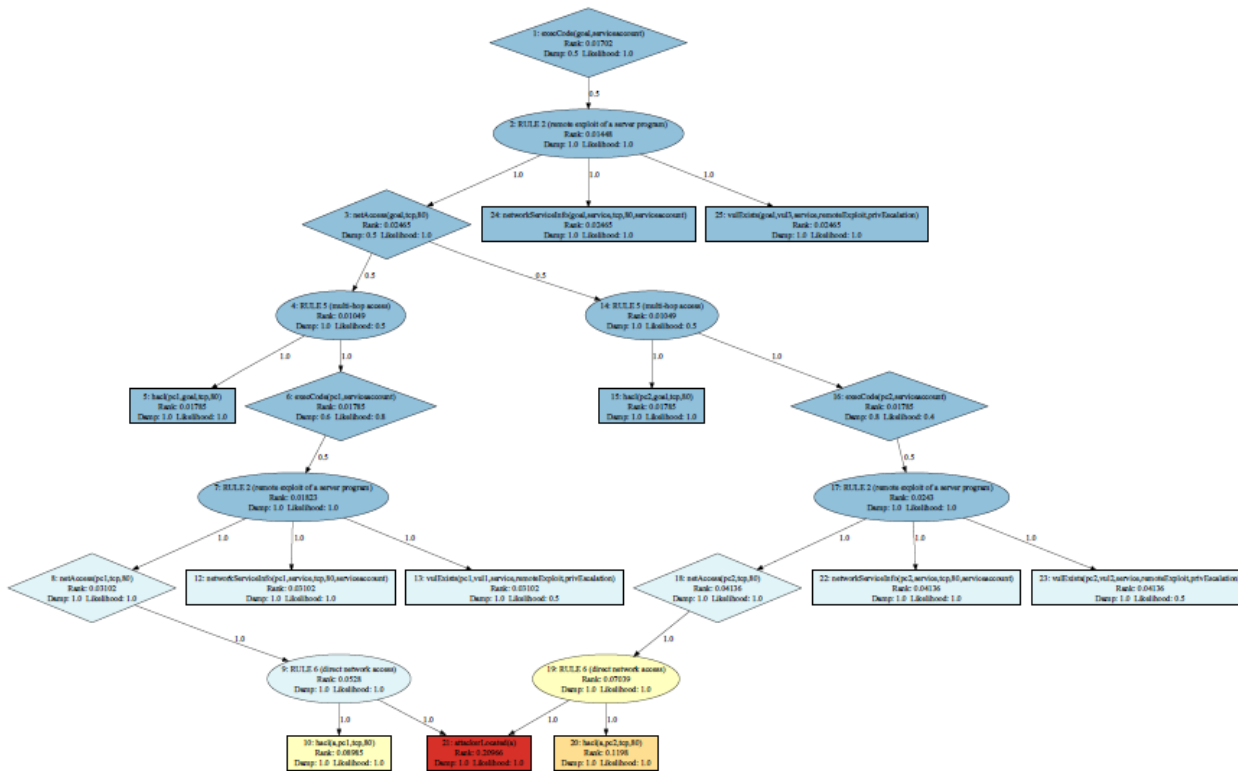 1: execCode(goal,serviceaccount)
Rank: 0.01702
Damp: 0.5 Likelihood: 1.0
0.5
2: RULE 2 (remote exploit of a server program)
Rank: 0.01448
Damp: 1.0 Likelihood: 1.0
1.0
1.0
1.0
3: netAccess(goal,tcp,80)
Rank: 0.02465
Damp: 0.5 Likelihood: 1.0
24: networkServiceInfo(goal,service,tcp,80,serviceaccount)
Rank: 0.02465
Damp: 1.0 Likelihood: 1.0
25: vulExists(goal,vul3,service,remoteExploit,privEscalation)
Rank: 0.02465
Damp: 1.0 Likelihood: 1.0
0.5
0.5
4: RULE 5 (multi-hop access)
Rank: 0.01049
Damp: 1.0 Likelihood: 0.5
14: RULE 5 (multi-hop access)
Rank: 0.01049
Damp: 1.0 Likelihood: 0.5
1.0
1.0
1.0
1.0
5: hacl(pc1,goal,tcp,80)
Rank: 0.01785
Damp: 1.0 Likelihood: 1.0
6: execCode(pc1,serviceaccount)
Rank: 0.01785
Damp: 0.6 Likelihood: 0.8
15: hacl(pc2,goal,tcp,80)
Rank: 0.01785
Damp: 1.0 Likelihood: 1.0
16: execCode(pc2,serviceaccount)
Rank: 0.01785
Damp: 0.8 Likelihood: 0.4
0.5
0.5
7: RULE 2 (remote exploit of a server program)
Rank: 0.01823
Damp: 1.0 Likelihood: 1.0
17: RULE 2 (remote exploit of a server program)
Rank: 0.0243
Damp: 1.0 Likelihood: 1.0
1.0
1.0
1.0
1.0
1.0
1.0
8: netAccess(pc1,tcp,80)
Rank: 0.03102
Damp: 1.0 Likelihood: 1.0
12: networkServiceInfo(pc1,service,tcp,80,serviceaccount)
Rank: 0.03102
Damp: 1.0 Likelihood: 1.0
13: vulExists(pc1,vul1,service,remoteExploit,privEscalation)
Rank: 0.03102
Damp: 1.0 Likelihood: 0.5
18: netAccess(pc2,tcp,80)
Rank: 0.04136
Damp: 1.0 Likelihood: 1.0
22: networkServiceInfo(pc2,service,tcp,80,serviceaccount)
Rank: 0.04136
Damp: 1.0 Likelihood: 1.0
23: vulExists(pc2,vul2,service,remoteExploit,privEscalation)
Rank: 0.04136
Damp: 1.0 Likelihood: 0.5
1.0
1.0
9: RULE 6 (direct network access)
Rank: 0.0528
Damp: 1.0 Likelihood: 1.0
19: RULE 6 (direct network access)
Rank: 0.07039
Damp: 1.0 Likelihood: 1.0
1.0
1.0
1.0
1.0
10: hacl(a,pc1,tcp,80)
Rank: 0.08985
Damp: 1.0 Likelihood: 1.0
21: attackerLocated(a)
Rank: 0.20966
Damp: 1.0 Likelihood: 1.0
20: hacl(a,pc2,tcp,80)
Rank: 0.1198
Damp: 1.0 Likelihood: 1.0